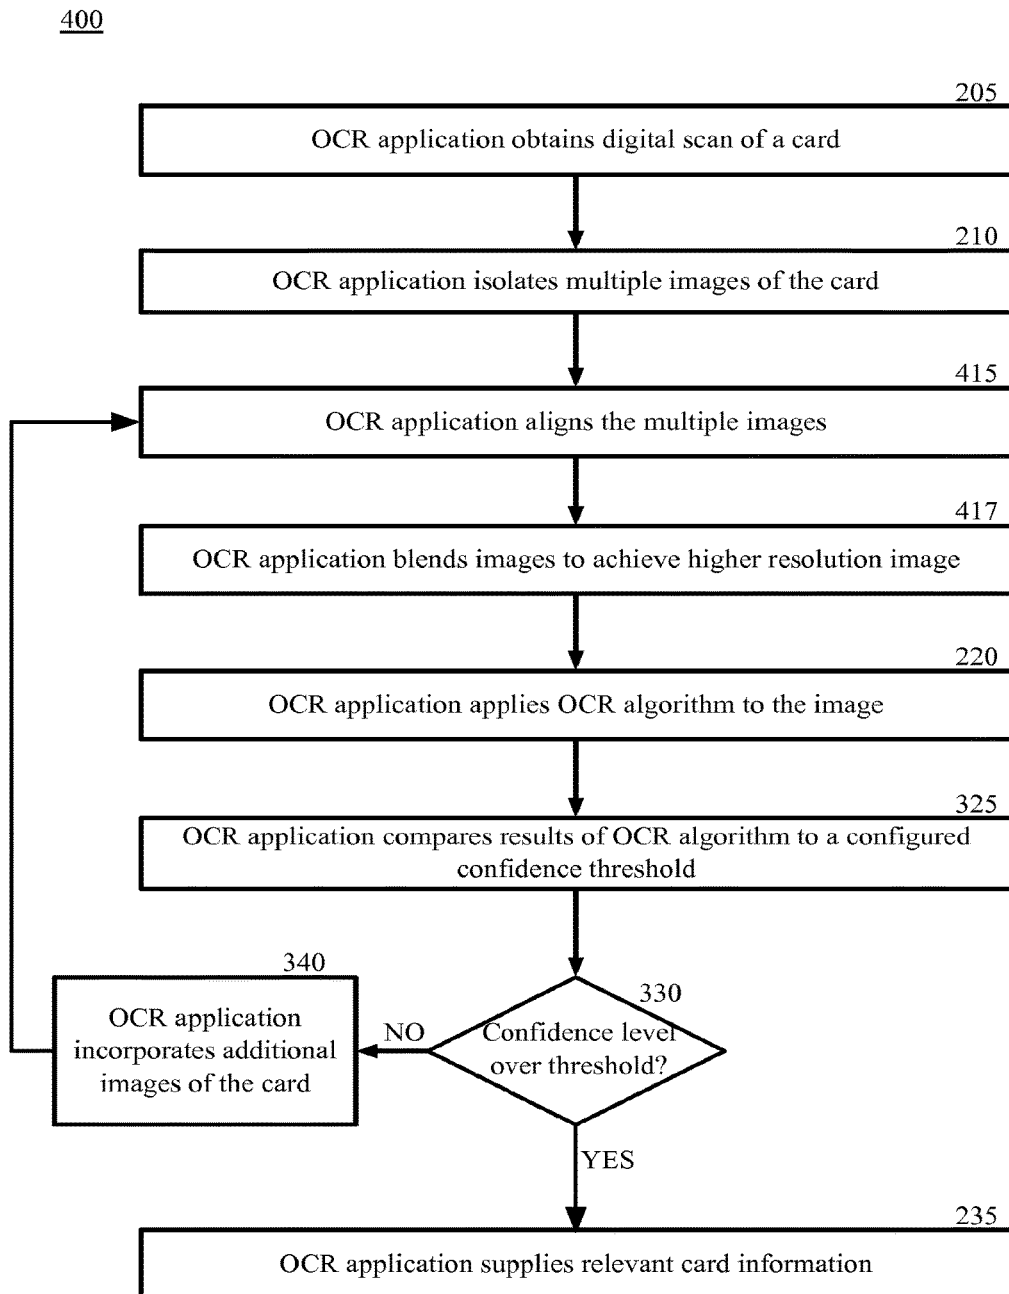 400
205
OCR application obtains digital scan of a card
210
OCR application isolates multiple images of the card
415
OCR application aligns the multiple images
417
OCR application blends images to achieve higher resolution image
220
OCR application applies OCR algorithm to the image
325
OCR application compares results of OCR algorithm to a configured
confidence threshold
330
Confidence level
over threshold?
NO
340
OCR application
incorporates additional
images of the card
YES
235
OCR application supplies relevant card information